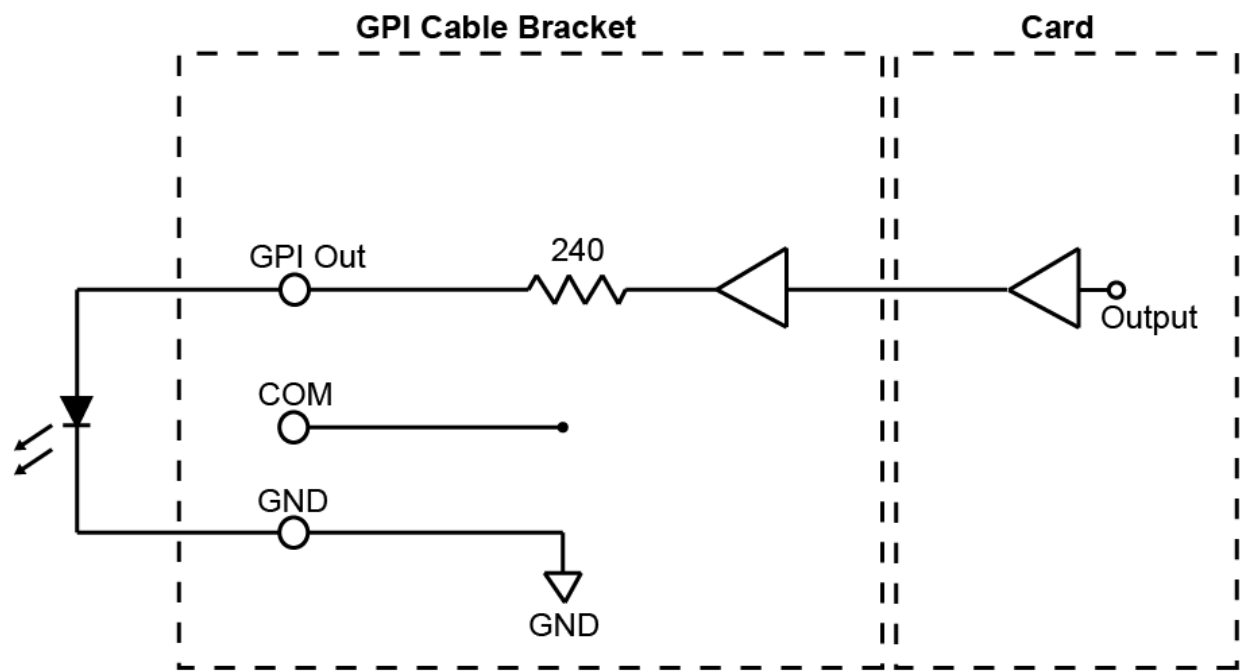 GPI Cable Bracket
Card
GPI Out
240
Output
COM
GND
GND